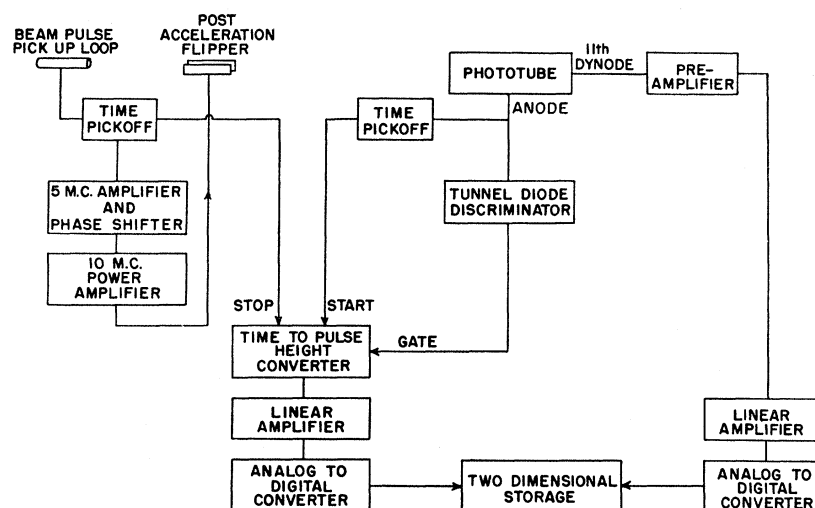 BEAM PULSE
PICK UP LOOP
POST
ACCELERATION
FLIPPER
TIME
PICKOFF
5 M.C. AMPLIFIER
AND
PHASE SHIFTER
10 M.C.
POWER
AMPLIFIER
PHOTOTUBE
11th
DYNODE
PRE-
AMPLIFIER
ANODE
TIME
PICKOFF
TUNNEL DIODE
DISCRIMINATOR
STOP
START
GATE
TIME TO PULSE
HEIGHT
CONVERTER
LINEAR
AMPLIFIER
ANALOG TO
DIGITAL
CONVERTER
TWO DIMENSIONAL
STORAGE
LINEAR
AMPLIFIER
ANALOG TO
DIGITAL
CONVERTER